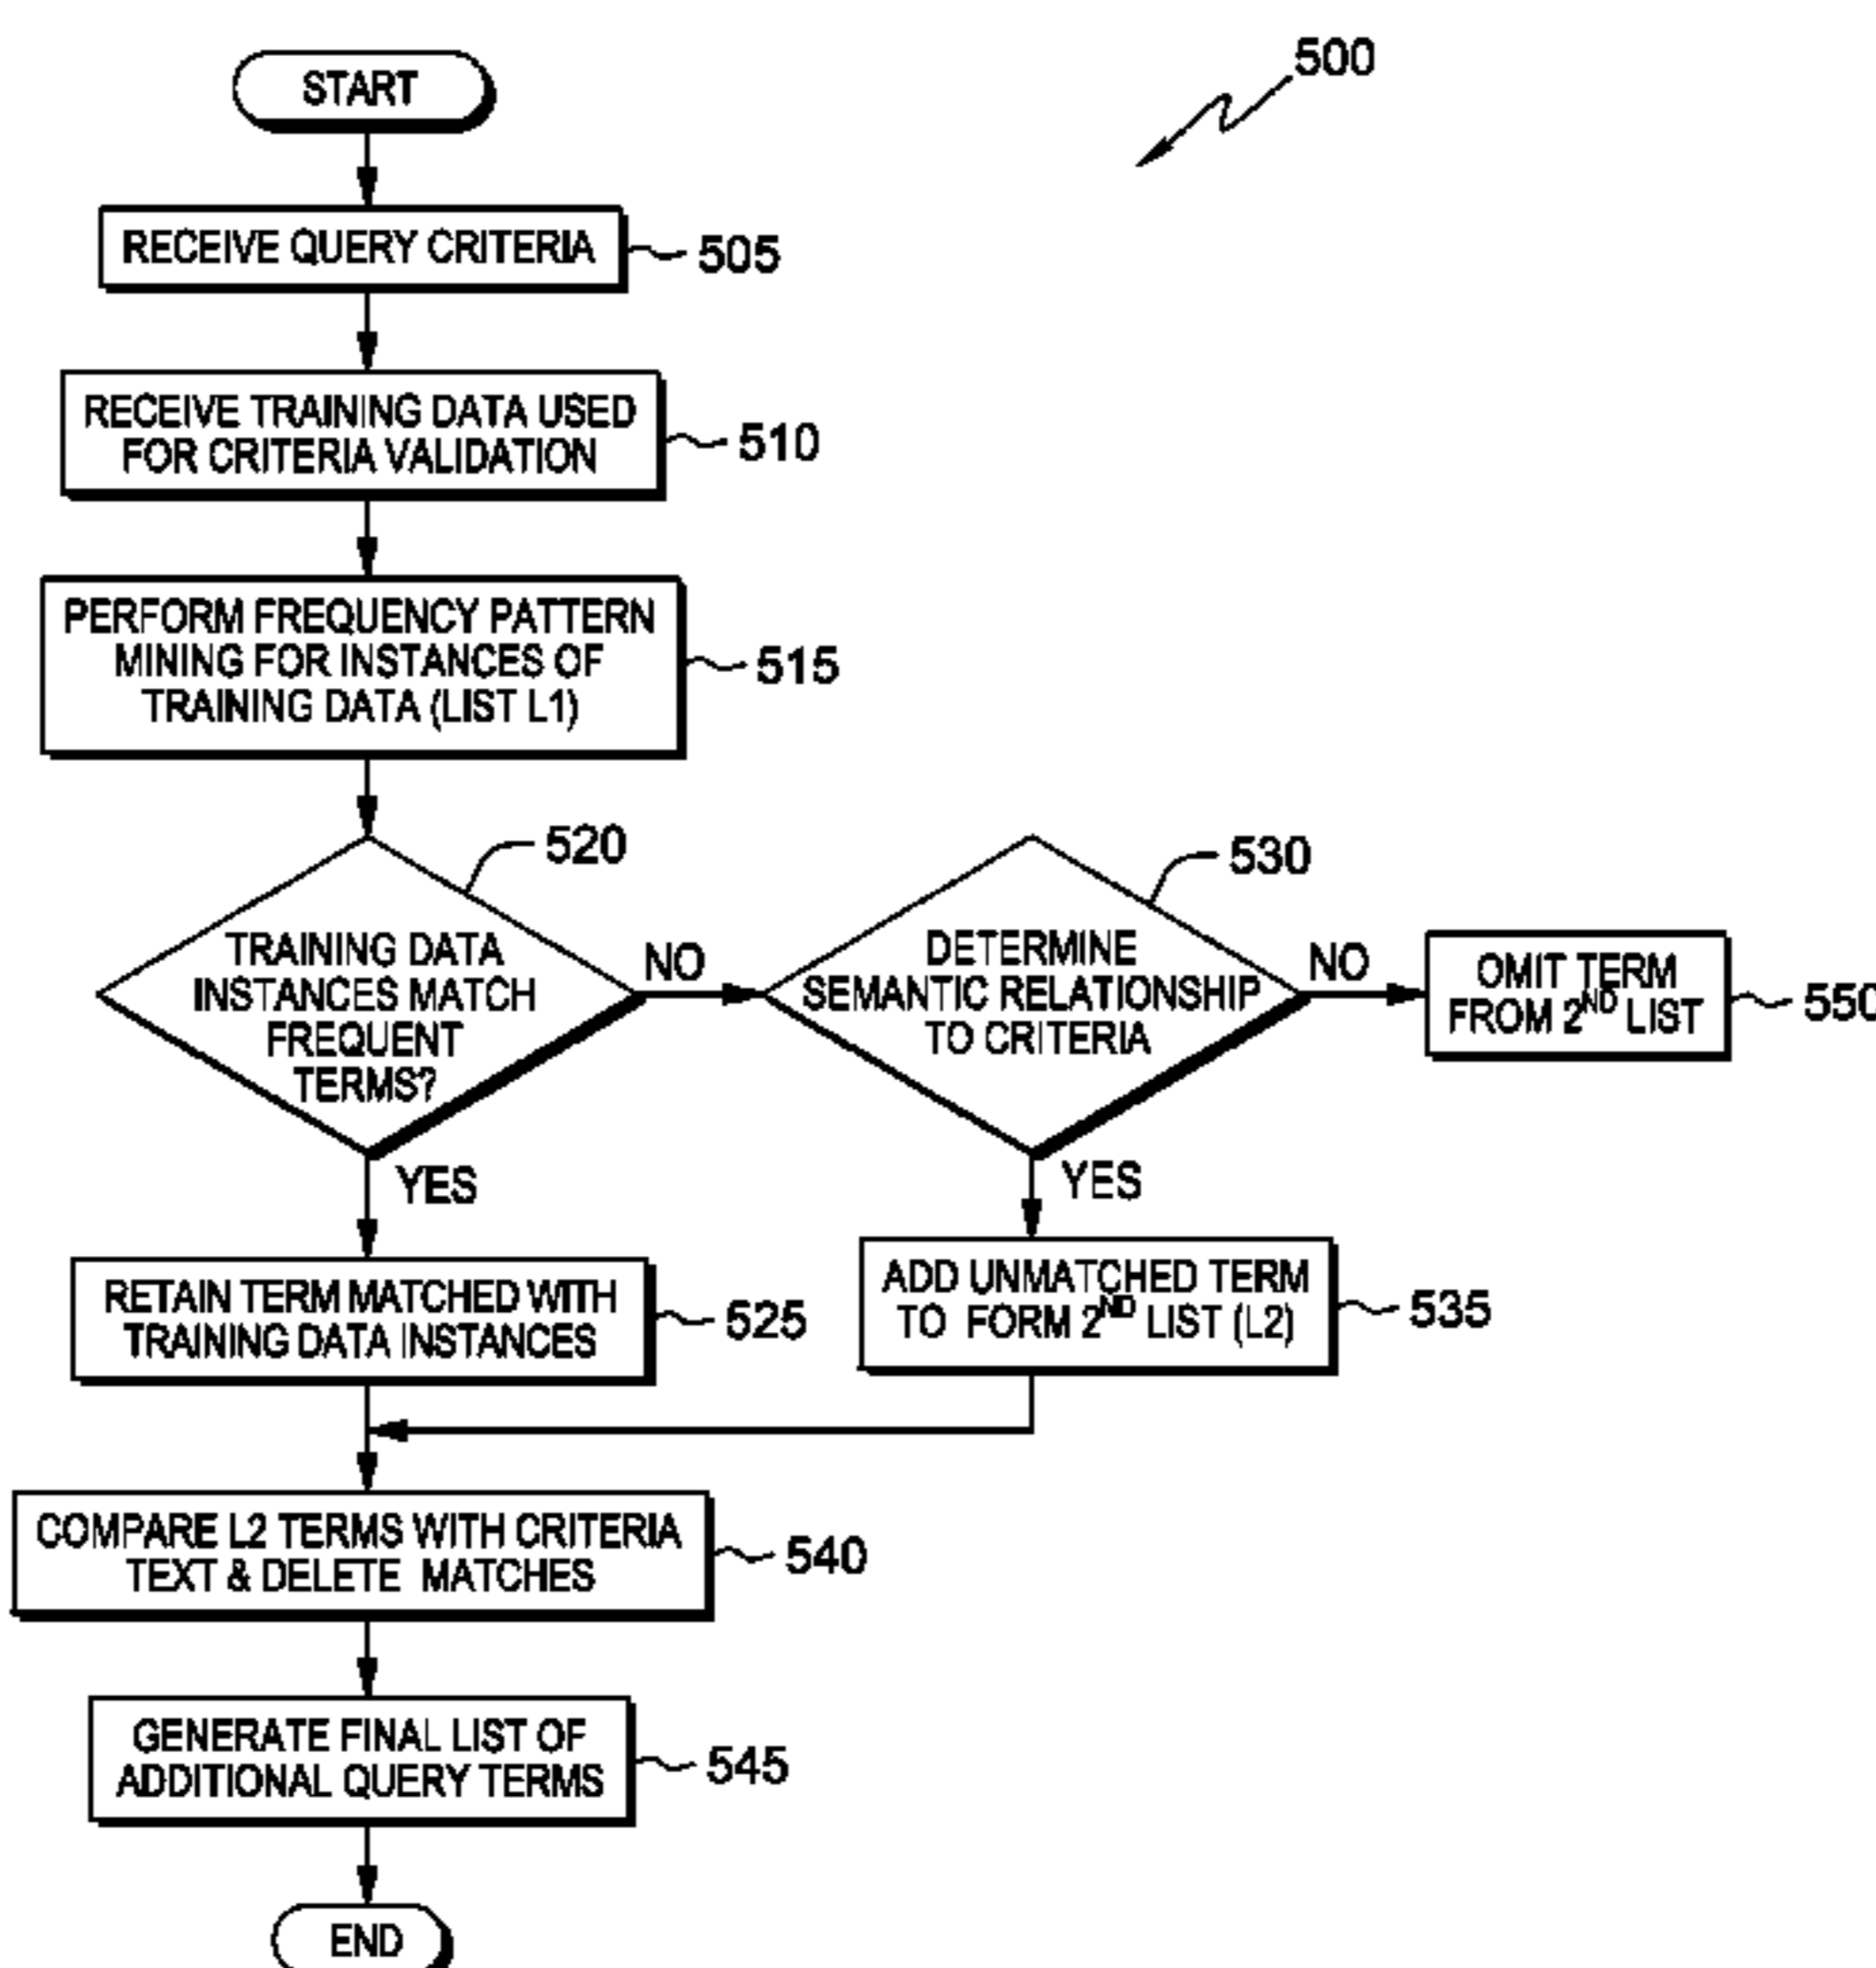 500
START
RECEIVE QUERY CRITERIA
505
RECEIVE TRAINING DATA USED
FOR CRITERIA VALIDATION
510
PERFORM FREQUENCY PATTERN
MINING FOR INSTANCES OF
TRAINING DATA (LIST L1)
515
520
TRAINING DATA
INSTANCES MATCH
FREQUENT
TERMS?
NO
YES
530
DETERMINE
SEMANTIC RELATIONSHIP
TO CRITERIA
NO
YES
OMIT TERM
FROM 2ND LIST
550
RETAIN TERM MATCHED WITH
TRAINING DATA INSTANCES
525
ADD UNMATCHED TERM
TO FORM 2ND LIST (L2)
535
COMPARE L2 TERMS WITH CRITERIA
TEXT & DELETE MATCHES
540
GENERATE FINAL LIST OF
ADDITIONAL QUERY TERMS
545
END